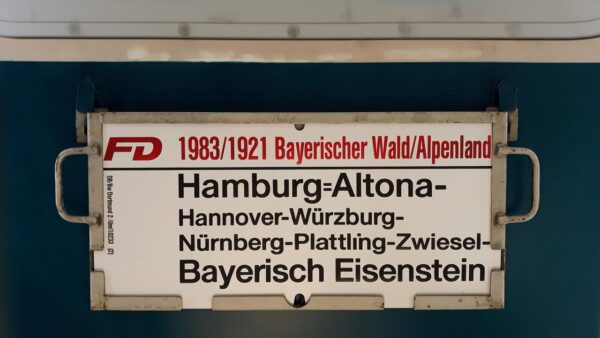 FD 1983/1921 Bayerischer Wald/Alpenland
Hamburg=Altona-
Hannover-Würzburg-
Nürnberg-Plattling-Zwiesel-
Bayerisch Eisenstein